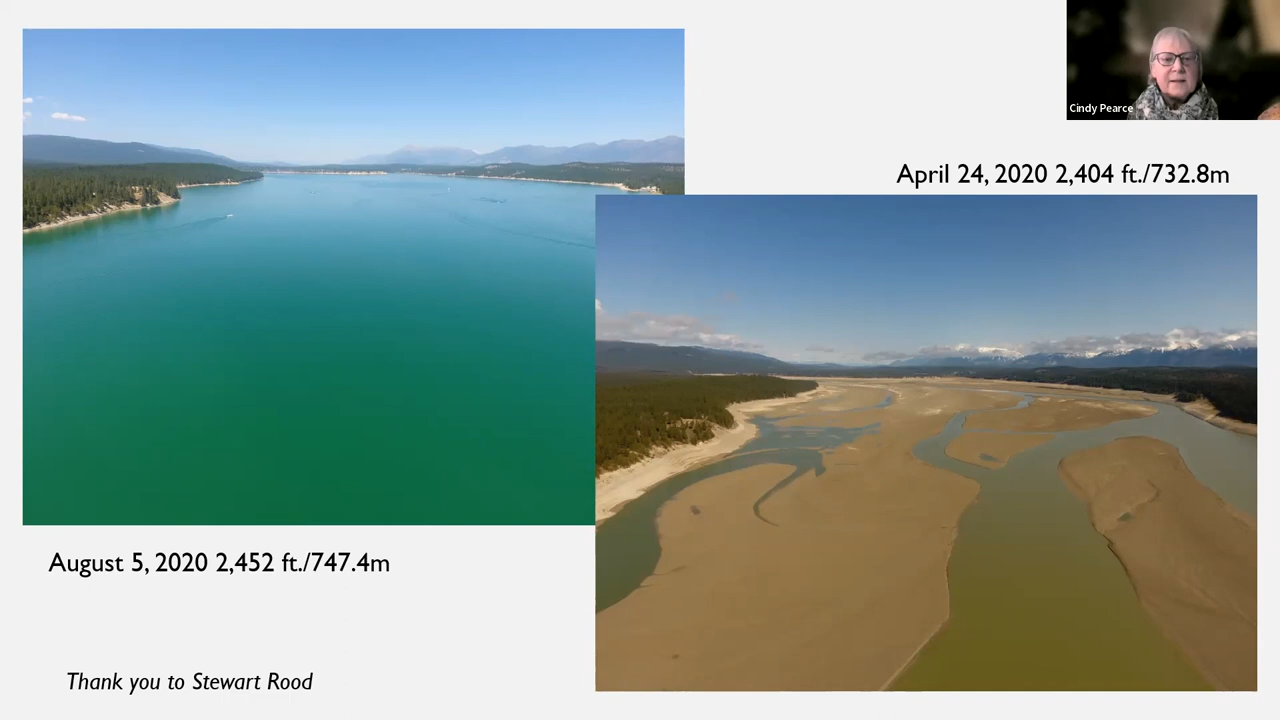 Cindy Pearce
April 24, 2020 2,404 ft./732.8m
August 5, 2020 2,452 ft./747.4m
Thank you to Stewart Rood